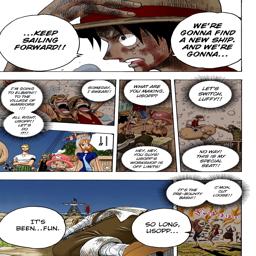 WE'RE
GONNA FIND
A NEW SHIP.
AND WE'RE
GONNA...
...KEEP
SAILING
FORWARD!!
LET'S
SWITCH,
LUFFY!!
NO WAY!
THIS IS MY
SPECIAL
SEAT!!
WHAT ARE
YOU MAKING,
USOPP?
HEY, HEY,
YOU GUYS!
USOPP'S
WORKSHOP IS
OFF LIMITS!
SOMEDAY,
I SWEAR!!
I'M GOING
TO ELBAPH!!
TO THE
VILLAGE OF
WARRIORS
!!!
ALL RIGHT,
USOPP!!
LET'S
DO
IT!!
C'MON, CUT
LOOSE!!
IT'S THE
PRE-BOUNTY
BASH!!
SO LONG,
USOPP...
IT'S
BEEN...FUN.